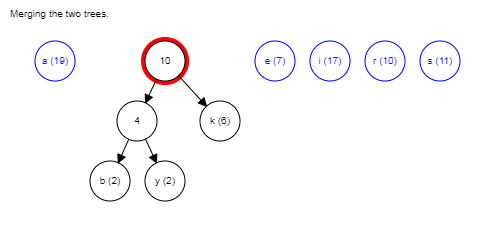 Merging the two trees.
a (19) 10 e (7) i (17) r (10) s (11)
4 k (6)
b (2) y (2)